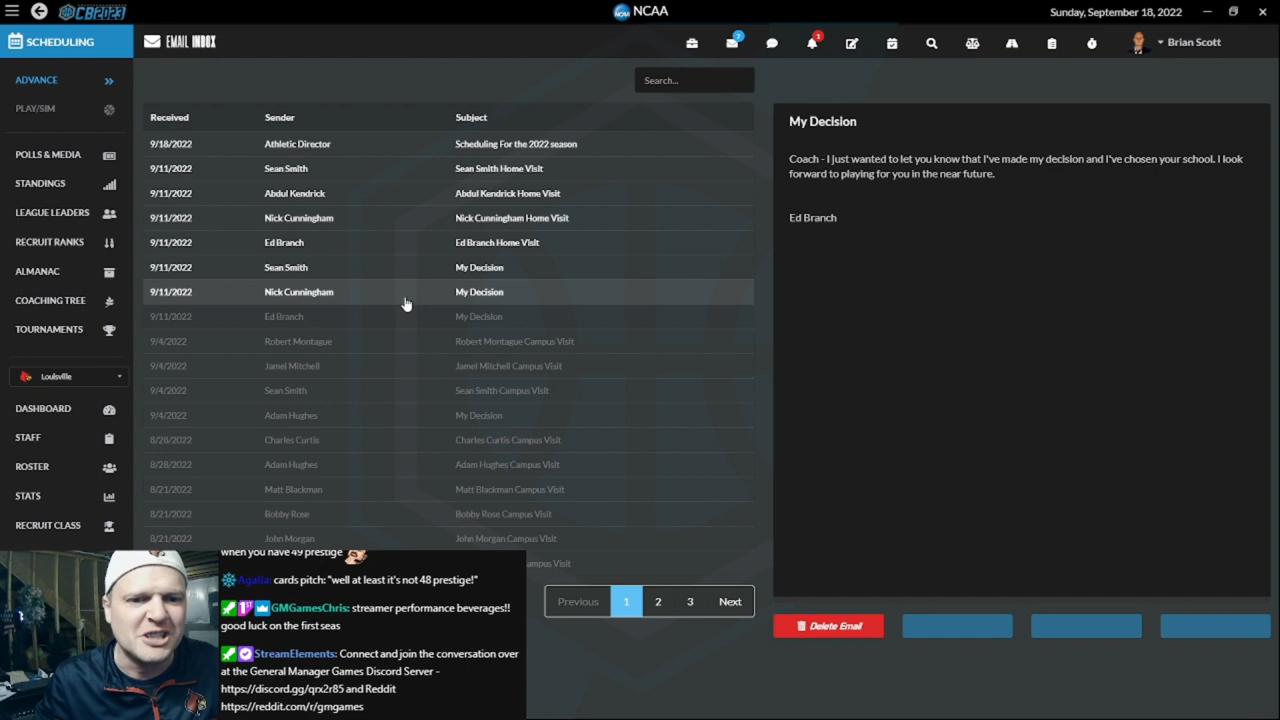 CB2023
NCAA
Sunday, September 18, 2022
SCHEDULING
EMAIL INBOX
7
1
Brian Scott
ADVANCE
PLAY/SIM
POLLS & MEDIA
STANDINGS
LEAGUE LEADERS
RECRUIT RANKS
ALMANAC
COACHING TREE
TOURNAMENTS
Louisville
DASHBOARD
STAFF
ROSTER
STATS
RECRUIT CLASS
Search...
Received Sender Subject
9/18/2022 Athletic Director Scheduling For the 2022 season
9/11/2022 Sean Smith Sean Smith Home Visit
9/11/2022 Abdul Kendrick Abdul Kendrick Home Visit
9/11/2022 Nick Cunningham Nick Cunningham Home Visit
9/11/2022 Ed Branch Ed Branch Home Visit
9/11/2022 Sean Smith My Decision
9/11/2022 Nick Cunningham My Decision
9/11/2022 Ed Branch My Decision
9/4/2022 Robert Montague Robert Montague Campus Visit
9/4/2022 Jamel Mitchell Jamel Mitchell Campus Visit
9/4/2022 Sean Smith Sean Smith Campus Visit
9/4/2022 Adam Hughes My Decision
8/28/2022 Charles Curtis Charles Curtis Campus Visit
8/28/2022 Adam Hughes Adam Hughes Campus Visit
8/21/2022 Matt Blackman Matt Blackman Campus Visit
8/21/2022 Bobby Rose Bobby Rose Campus Visit
8/21/2022 John Morgan John Morgan Campus Visit
Visit
Previous 1 2 3 Next
My Decision
Coach - I just wanted to let you know that I've made my decision and I've chosen your school. I look
forward to playing for you in the near future.
Ed Branch
Delete Email
when you have 49 prestige
Agalia: cards pitch: "well at least it's not 48 prestige!"
GMGamesChris: streamer performance beverages!!
good luck on the first seas
StreamElements: Connect and join the conversation over
at the General Manager Games Discord Server -
https://discord.gg/qrx2r85 and Reddit
https://reddit.com/r/gmgames